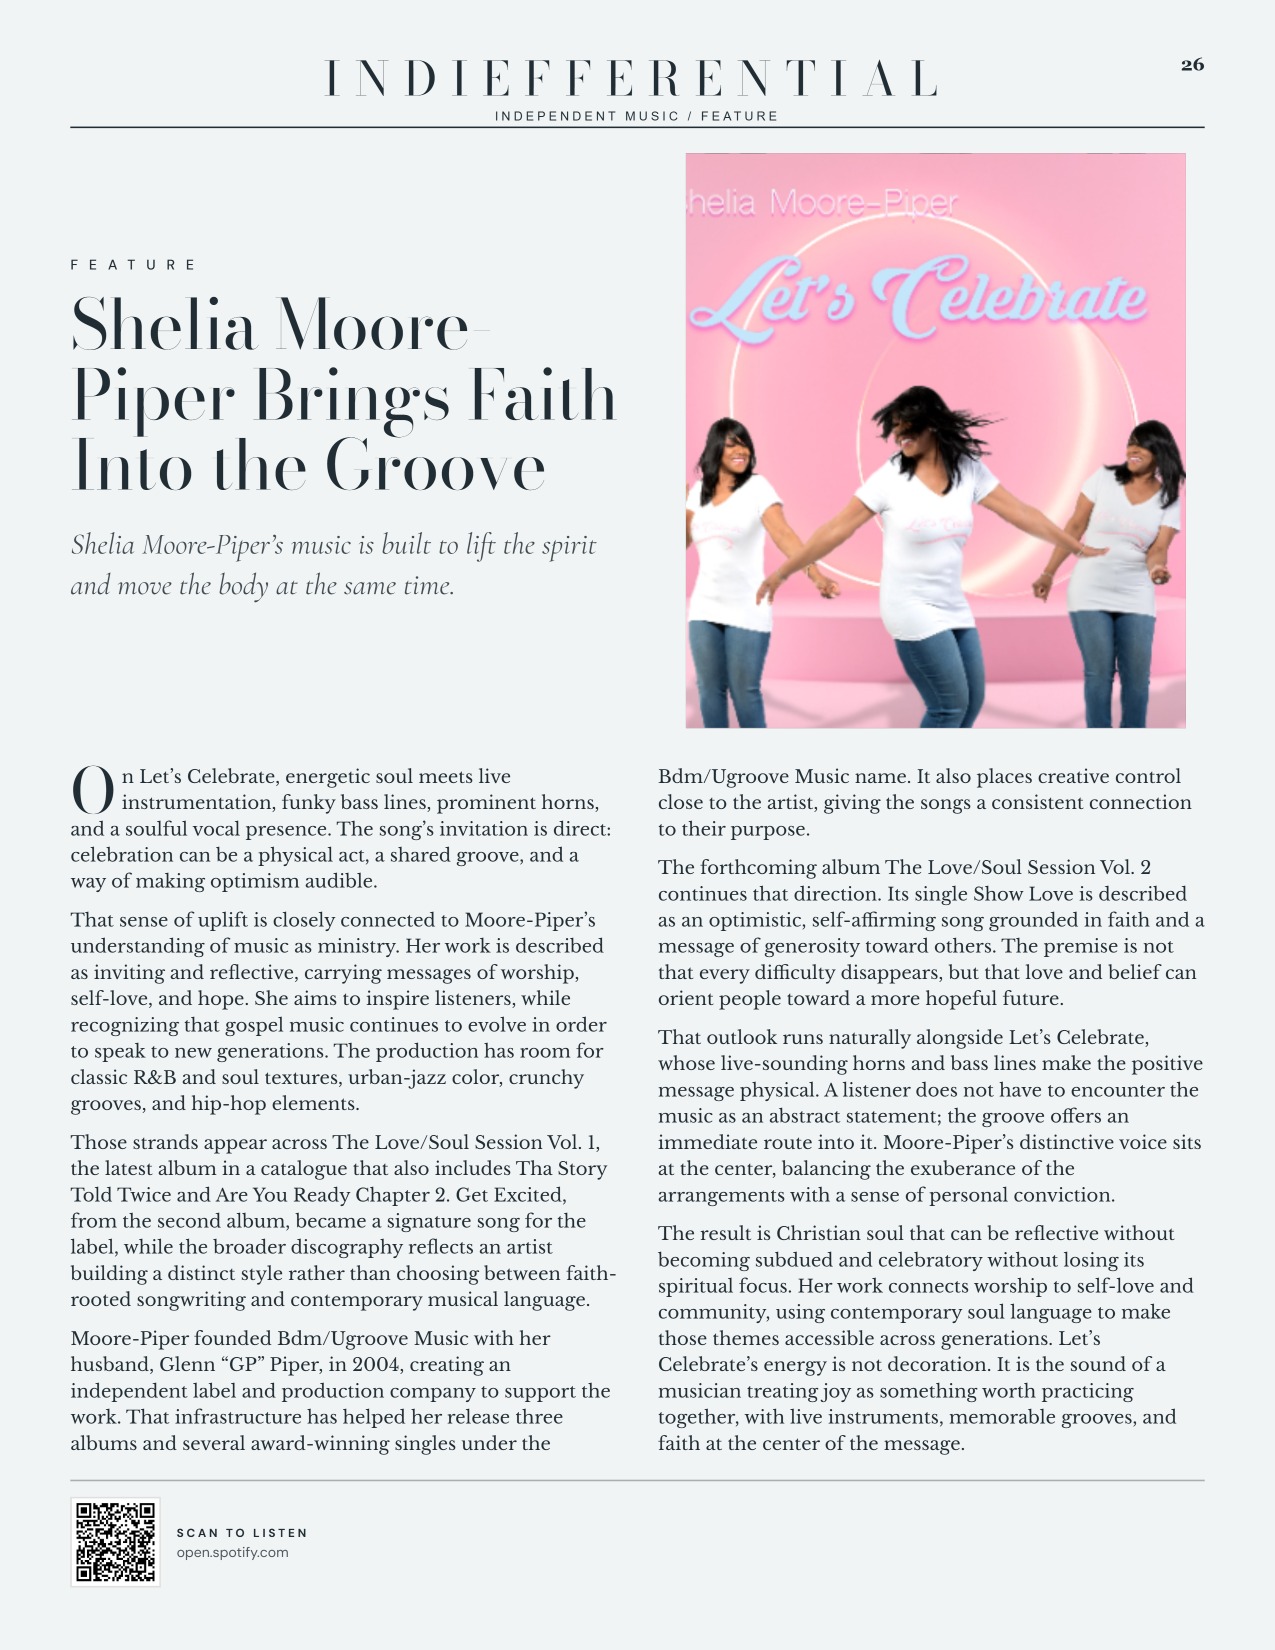 INDIEFFERENTIAL
26
INDEPENDENT MUSIC / FEATURE
FEATURE
Shelia Moore-
Piper Brings Faith
Into the Groove
Shelia Moore-Piper’s music is built to lift the spirit
and move the body at the same time.
helia Moore-Piper
Let's Celebrate
On Let’s Celebrate, energetic soul meets live
instrumentation, funky bass lines, prominent horns,
and a soulful vocal presence. The song’s invitation is direct:
celebration can be a physical act, a shared groove, and a
way of making optimism audible.
That sense of uplift is closely connected to Moore-Piper’s
understanding of music as ministry. Her work is described
as inviting and reflective, carrying messages of worship,
self-love, and hope. She aims to inspire listeners, while
recognizing that gospel music continues to evolve in order
to speak to new generations. The production has room for
classic R&B and soul textures, urban-jazz color, crunchy
grooves, and hip-hop elements.
Those strands appear across The Love/Soul Session Vol. 1,
the latest album in a catalogue that also includes Tha Story
Told Twice and Are You Ready Chapter 2. Get Excited,
from the second album, became a signature song for the
label, while the broader discography reflects an artist
building a distinct style rather than choosing between faith-
rooted songwriting and contemporary musical language.
Moore-Piper founded Bdm/Ugroove Music with her
husband, Glenn “GP” Piper, in 2004, creating an
independent label and production company to support the
work. That infrastructure has helped her release three
albums and several award-winning singles under the
Bdm/Ugroove Music name. It also places creative control
close to the artist, giving the songs a consistent connection
to their purpose.
The forthcoming album The Love/Soul Session Vol. 2
continues that direction. Its single Show Love is described
as an optimistic, self-affirming song grounded in faith and a
message of generosity toward others. The premise is not
that every difficulty disappears, but that love and belief can
orient people toward a more hopeful future.
That outlook runs naturally alongside Let’s Celebrate,
whose live-sounding horns and bass lines make the positive
message physical. A listener does not have to encounter the
music as an abstract statement; the groove offers an
immediate route into it. Moore-Piper’s distinctive voice sits
at the center, balancing the exuberance of the
arrangements with a sense of personal conviction.
The result is Christian soul that can be reflective without
becoming subdued and celebratory without losing its
spiritual focus. Her work connects worship to self-love and
community, using contemporary soul language to make
those themes accessible across generations. Let’s
Celebrate’s energy is not decoration. It is the sound of a
musician treating joy as something worth practicing
together, with live instruments, memorable grooves, and
faith at the center of the message.
SCAN TO LISTEN
open.spotify.com